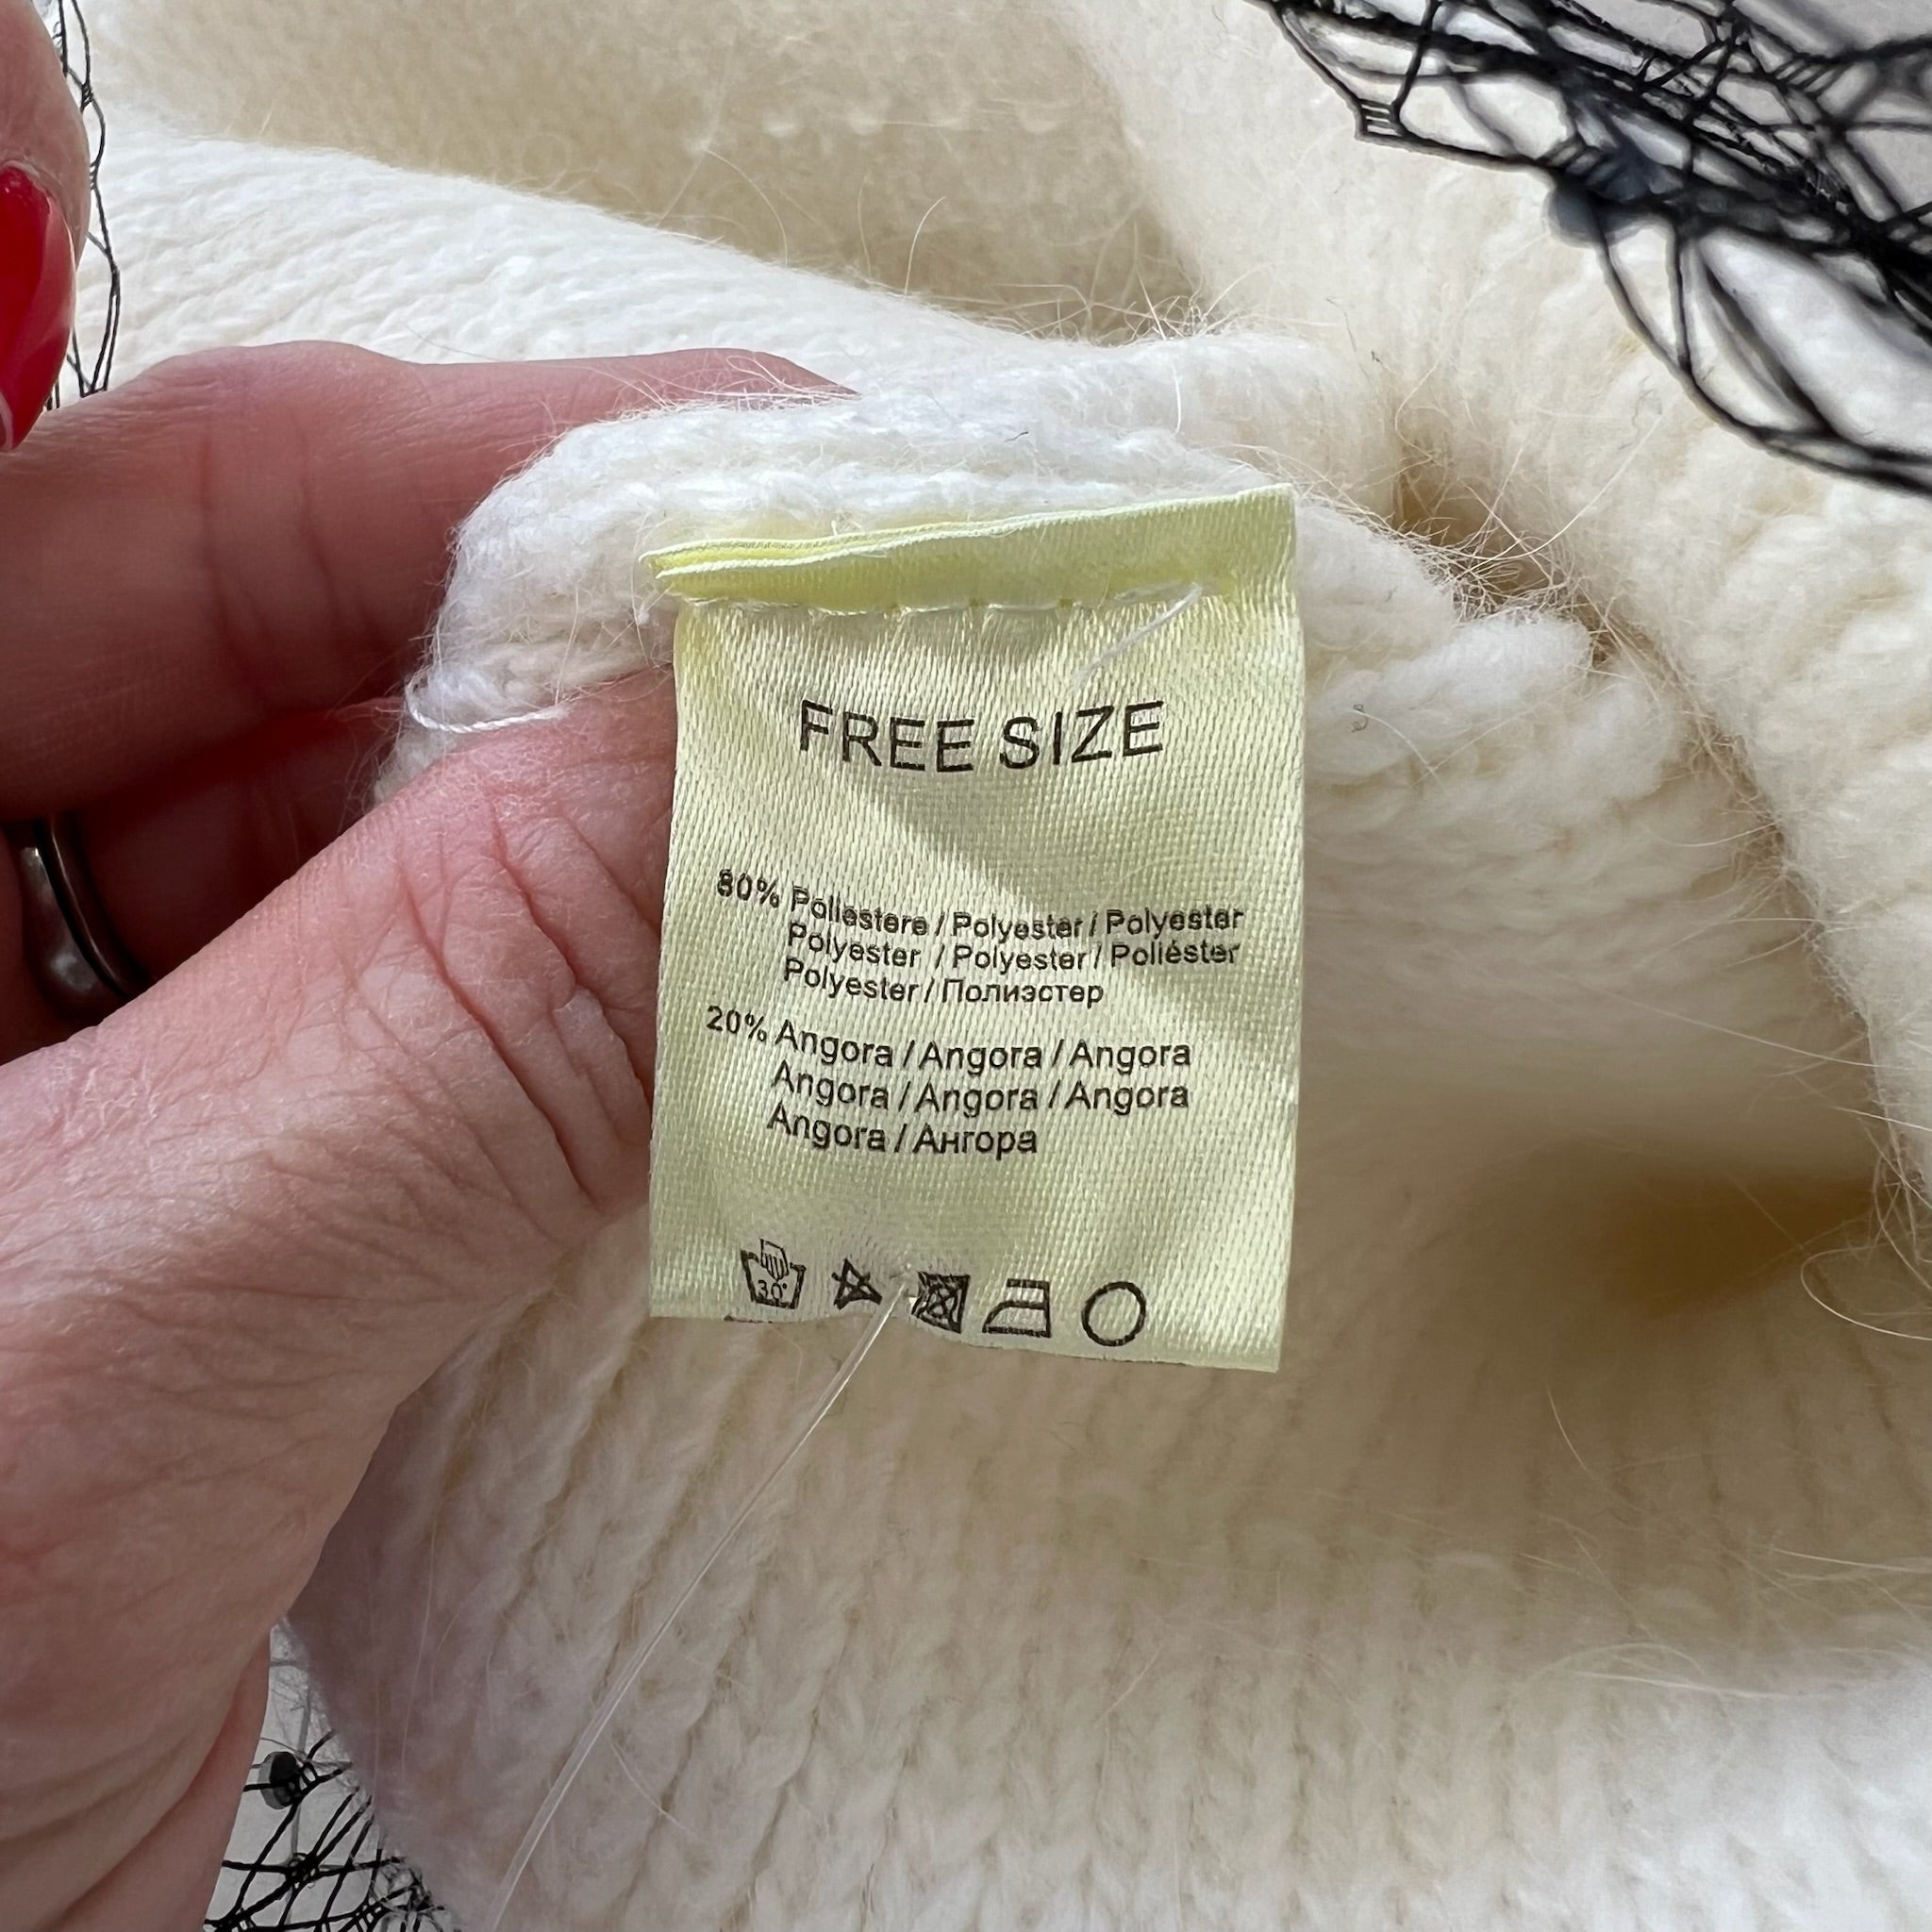 FREE SIZE
80% Poliestere / Polyester / Polyester
Polyester / Polyester / Poliéster
Polyester / Полиэстер
20% Angora / Angora / Angora
Angora / Angora / Angora
Angora / Ангора
30°